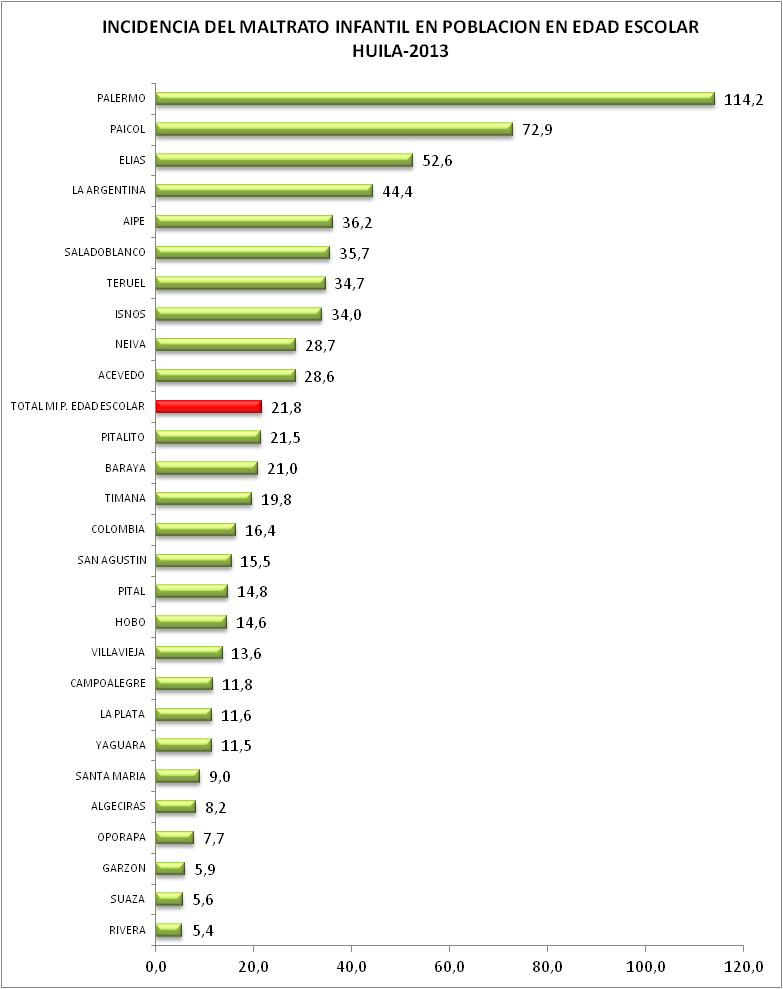 INCIDENCIA DEL MALTRATO INFANTIL EN POBLACION EN EDAD ESCOLAR
HUILA-2013
PALERMO 114,2
PAICOL 72,9
ELIAS 52,6
LA ARGENTINA 44,4
AIPE 36,2
SALADOBLANCO 35,7
TERUEL 34,7
ISNOS 34,0
NEIVA 28,7
ACEVEDO 28,6
TOTAL MI P. EDAD ESCOLAR 21,8
PITALITO 21,5
BARAYA 21,0
TIMANA 19,8
COLOMBIA 16,4
SAN AGUSTIN 15,5
PITAL 14,8
HOBO 14,6
VILLAVIEJA 13,6
CAMPOALEGRE 11,8
LA PLATA 11,6
YAGUARA 11,5
SANTA MARIA 9,0
ALGECIRAS 8,2
OPORAPA 7,7
GARZON 5,9
SUAZA 5,6
RIVERA 5,4
0,0 20,0 40,0 60,0 80,0 100,0 120,0